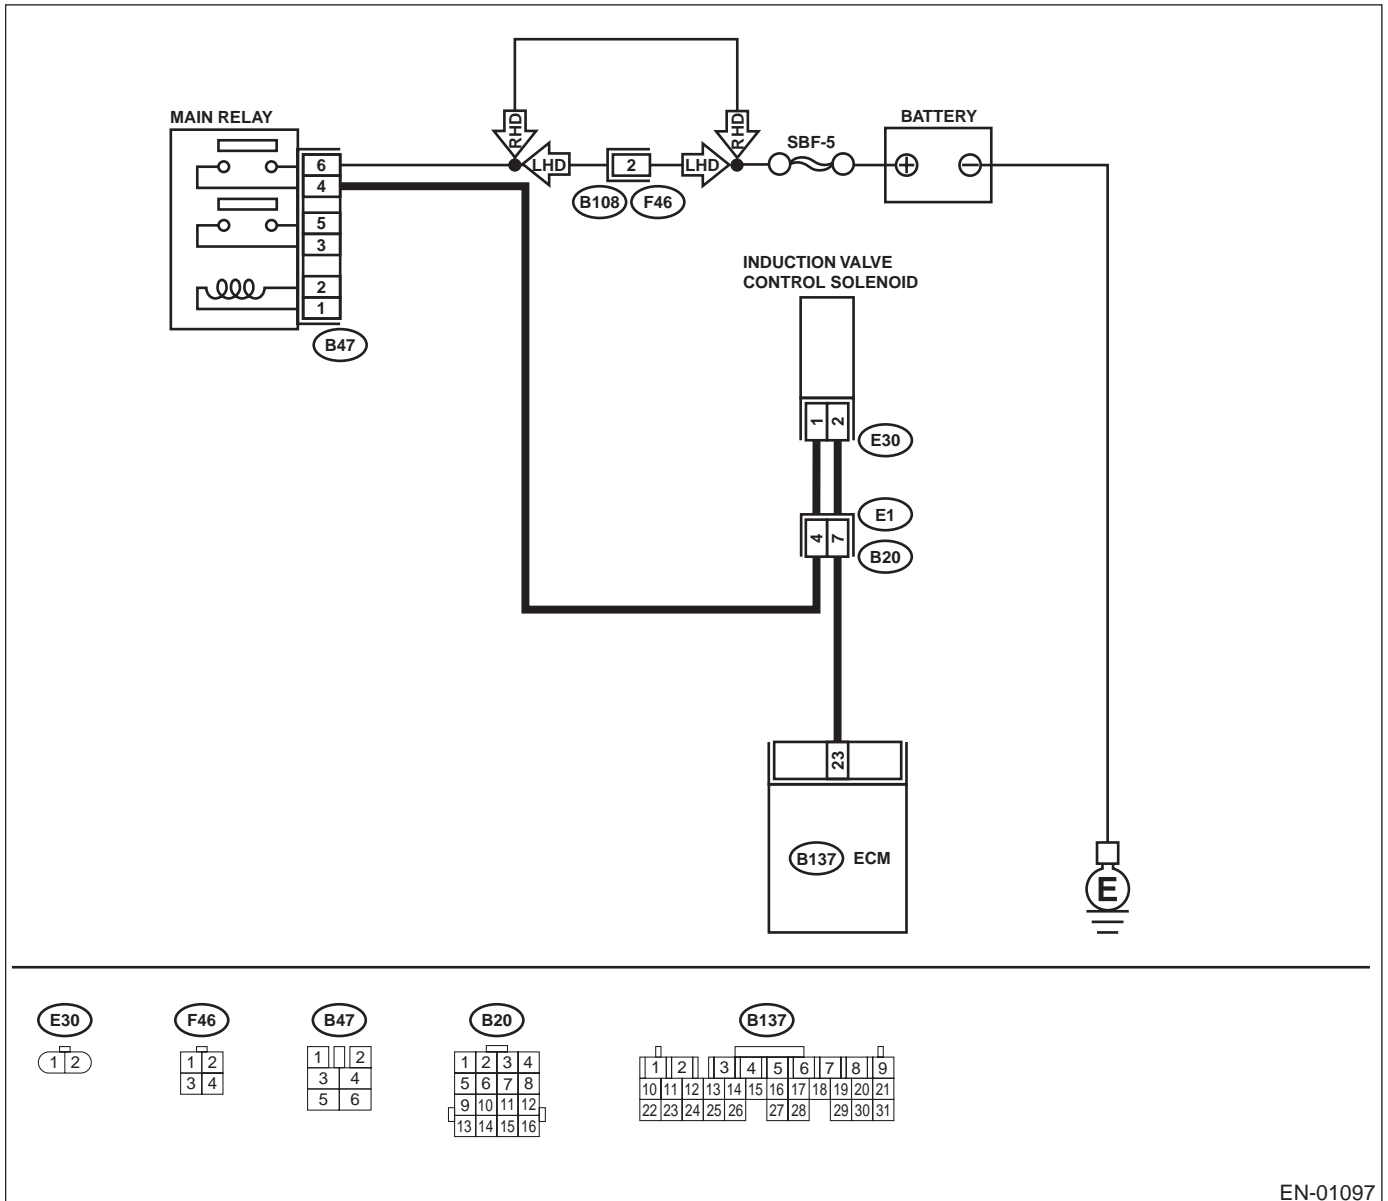 MAIN RELAY
6
4
5
3
2
1
B47
RHD
RHD
LHD
2
LHD
B108
F46
SBF-5
BATTERY
INDUCTION VALVE
CONTROL SOLENOID
1 2
E30
E1
4 7
B20
23
B137 ECM
E
E30
1 2
F46
1 2
3 4
B47
1 2
3 4
5 6
B20
1 2 3 4
5 6 7 8
9 10 11 12
13 14 15 16
B137
1 2 3 4 5 6 7 8 9
10 11 12 13 14 15 16 17 18 19 20 21
22 23 24 25 26 27 28 29 30 31
EN-01097